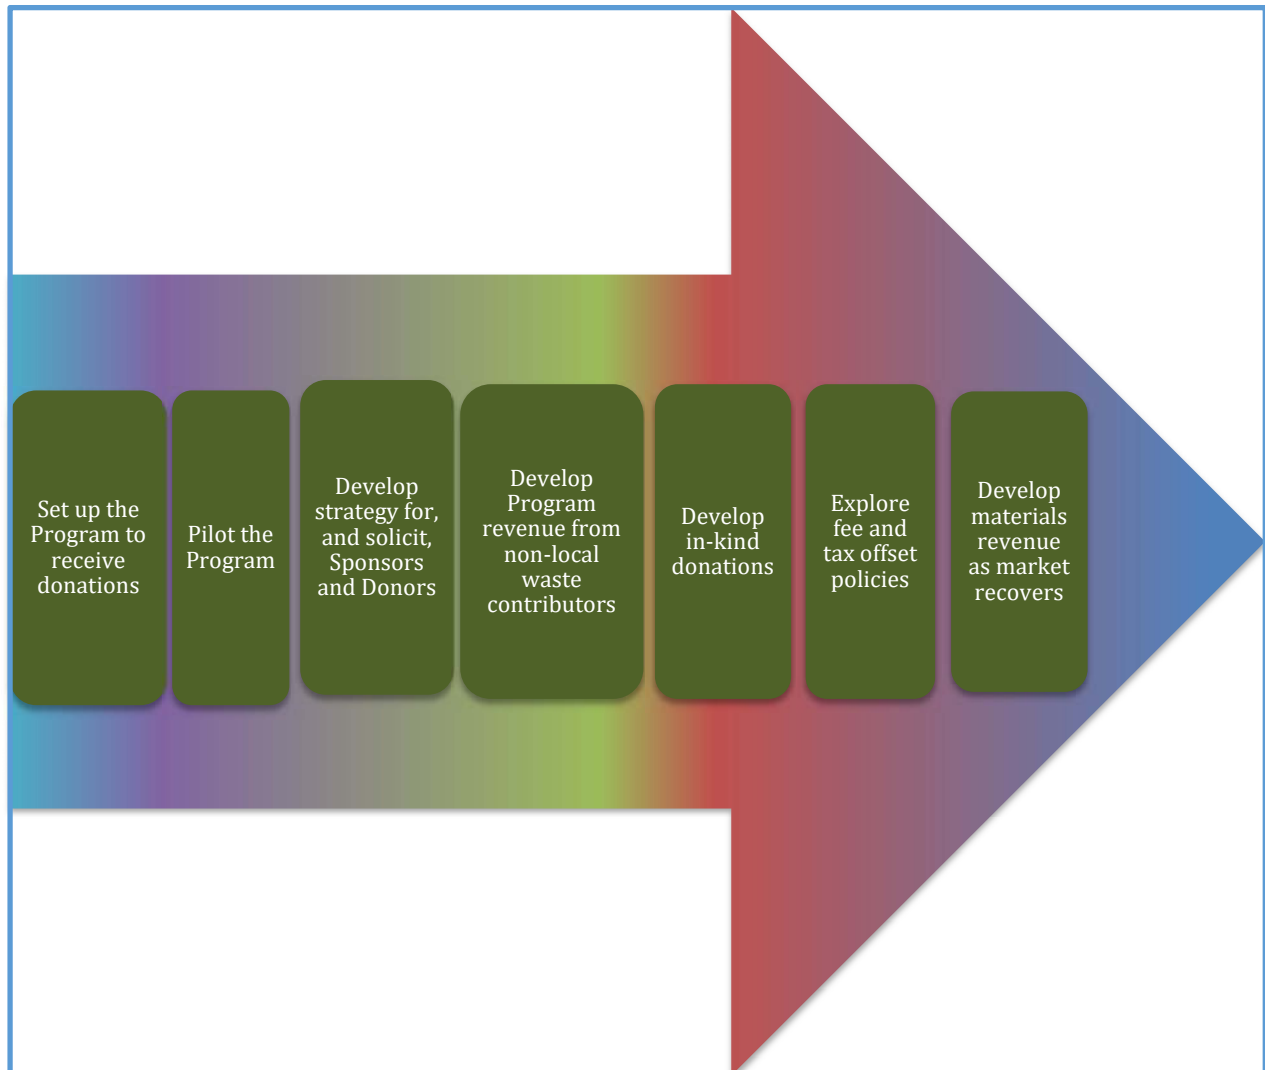 Set up the
Program to
receive
donations
Pilot the
Program
Develop
strategy for,
and solicit,
Sponsors
and Donors
Develop
Program
revenue from
non-local
waste
contributors
Develop
in-kind
donations
Explore
fee and
tax offset
policies
Develop
materials
revenue
as market
recovers